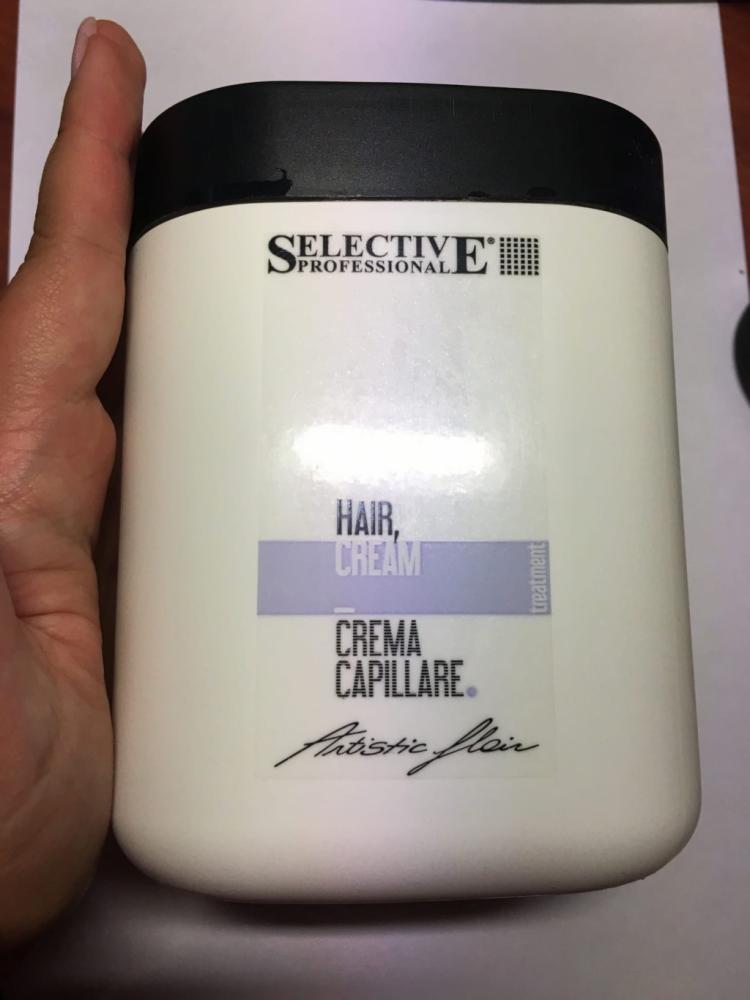 SELECTIVE®
PROFESSIONAL
HAIR,
CREAM
treatment
CREMA
CAPILLARE.
Artistic flair